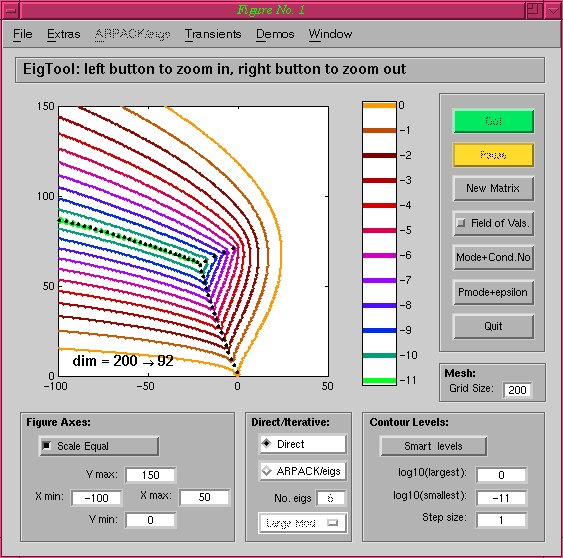 Figure No. 1
File Extras ARPACK/eigs Transients Demos Window
EigTool: left button to zoom in, right button to zoom out
150
100
50
0
-100 -50 0 50
dim = 200 → 92
0
-1
-2
-3
-4
-5
-6
-7
-8
-9
-10
-11
Go!
Pause
New Matrix
Field of Vals.
Mode+Cond.No
Pmode+epsilon
Quit
Mesh:
Grid Size: 200
Figure Axes:
Scale Equal
Y max: 150
X min: -100 X max: 50
Y min: 0
Direct/Iterative:
Direct
ARPACK/eigs
No. eigs 6
Large Mod
Contour Levels:
Smart levels
log10(largest): 0
log10(smallest): -11
Step size: 1